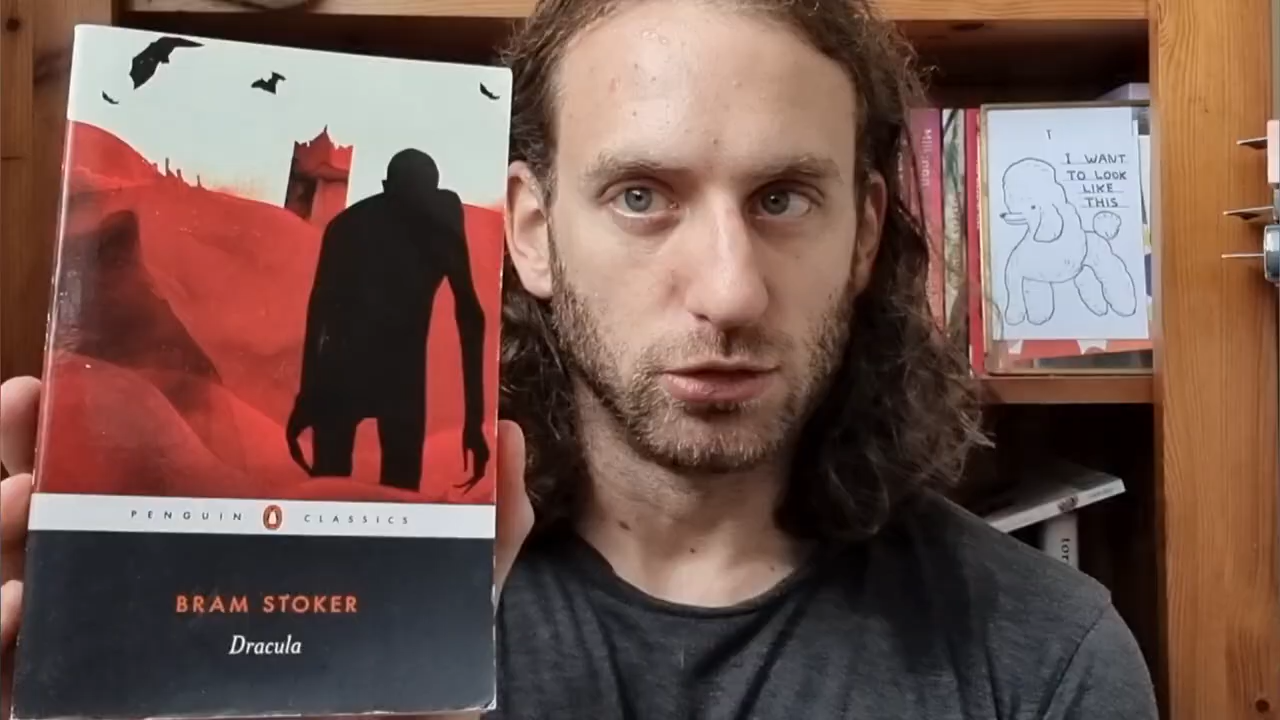 PENGUIN CLASSICS
BRAM STOKER
Dracula
I WANT
TO LOOK
LIKE
THIS